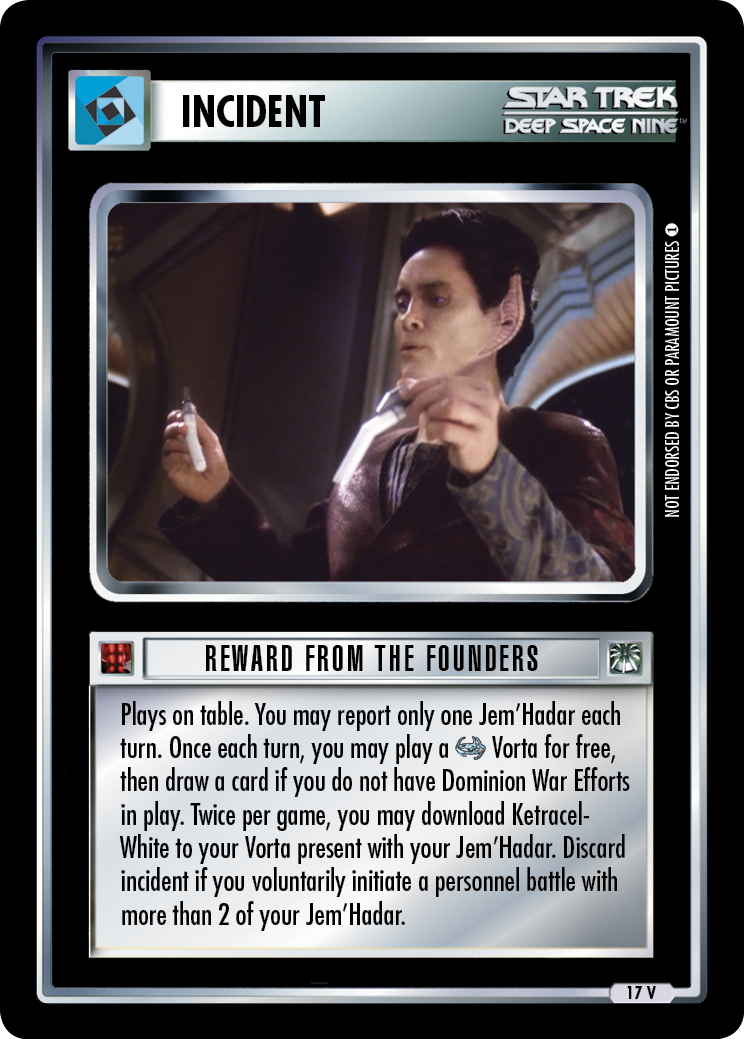 INCIDENT
STAR TREK
DEEP SPACE NINE™
NOT ENDORSED BY CBS OR PARAMOUNT PICTURES 1
REWARD FROM THE FOUNDERS
Plays on table. You may report only one Jem'Hadar each
turn. Once each turn, you may play a Vorta for free,
then draw a card if you do not have Dominion War Efforts
in play. Twice per game, you may download Ketracel-
White to your Vorta present with your Jem'Hadar. Discard
incident if you voluntarily initiate a personnel battle with
more than 2 of your Jem'Hadar.
17 V